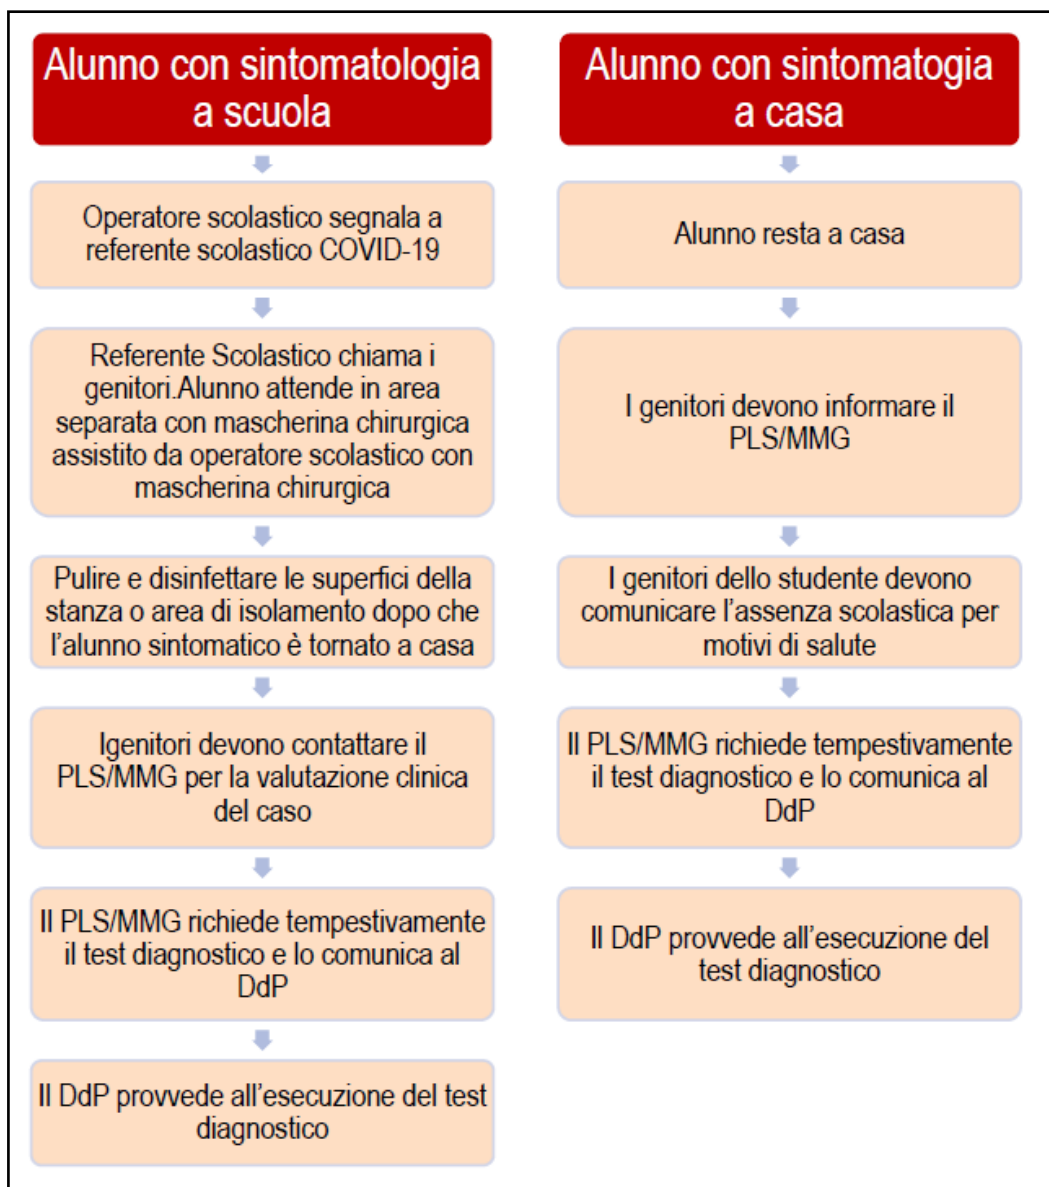 Alunno con sintomatologia
a scuola
Operatore scolastico segnala a
referente scolastico COVID-19
Referente Scolastico chiama i
genitori.Alunno attende in area
separata con mascherina chirurgica
assistito da operatore scolastico con
mascherina chirurgica
Pulire e disinfettare le superfici della
stanza o area di isolamento dopo che
l'alunno sintomatico è tornato a casa
Igenitori devono contattare il
PLS/MMG per la valutazione clinica
del caso
Il PLS/MMG richiede tempestivamente
il test diagnostico e lo comunica al
DdP
Il DdP provvede all'esecuzione del test
diagnostico
Alunno con sintomatogia
a casa
Alunno resta a casa
I genitori devono informare il
PLS/MMG
I genitori dello studente devono
comunicare l'assenza scolastica per
motivi di salute
Il PLS/MMG richiede tempestivamente
il test diagnostico e lo comunica al
DdP
Il DdP provvede all'esecuzione del
test diagnostico